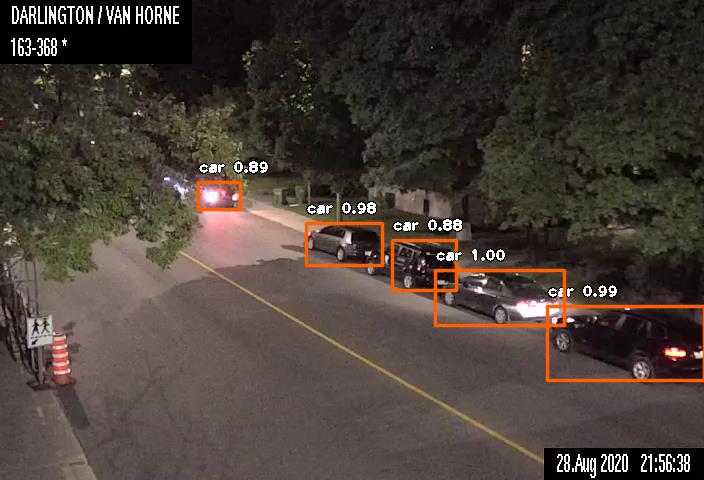 DARLINGTON / VAN HORNE
163-368 *
car 0.89
car 0.98
car 0.88
car 1.00
car 0.99
28.Aug 2020 21:56:38